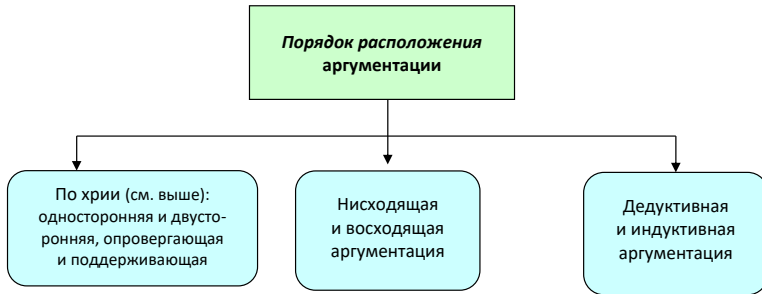 Порядок расположения
аргументации
По хрии (см. выше):
односторонняя и двусто-
ронняя, опровергающая
и поддерживающая
Нисходящая
и восходящая
аргументация
Дедуктивная
и индуктивная
аргументация